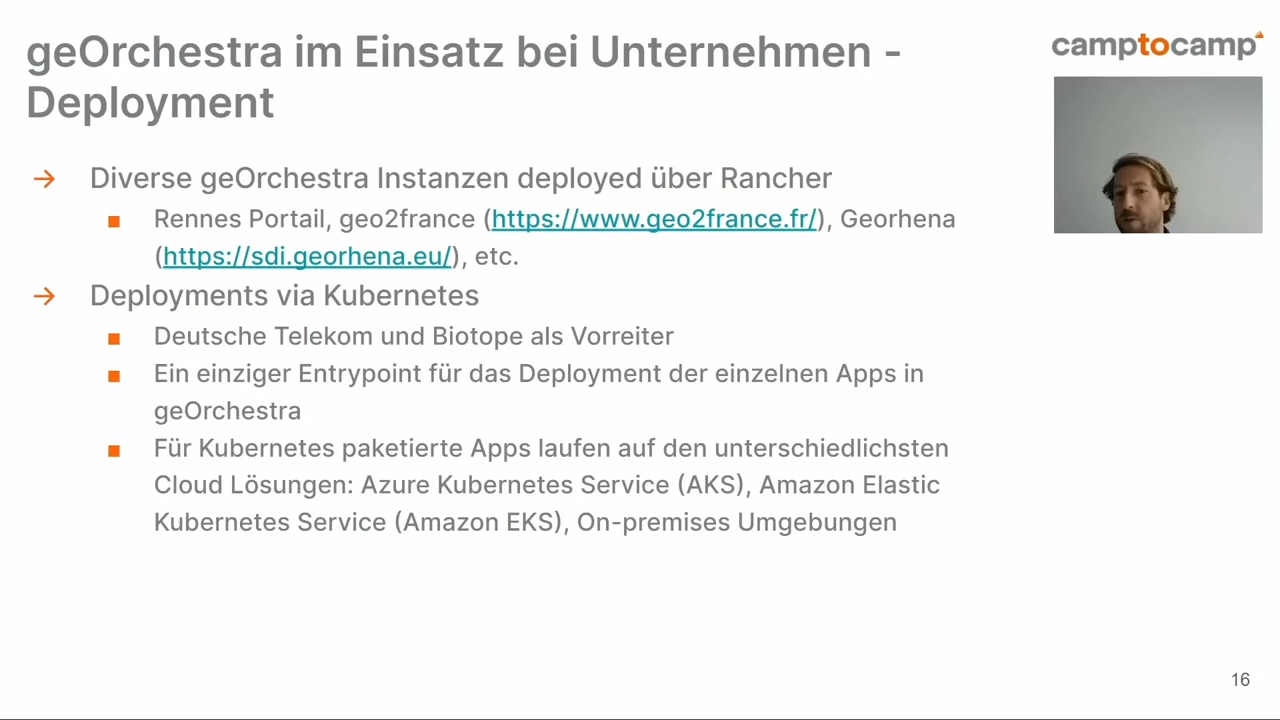 geOrchestra im Einsatz bei Unternehmen -
Deployment
camptocamp
→ Diverse geOrchestra Instanzen deployed über Rancher
■ Rennes Portail, geo2france (https://www.geo2france.fr/), Georhena
(https://sdi.georhena.eu/), etc.
→ Deployments via Kubernetes
■ Deutsche Telekom und Biotope als Vorreiter
■ Ein einziger Entrypoint für das Deployment der einzelnen Apps in
geOrchestra
■ Für Kubernetes paketierte Apps laufen auf den unterschiedlichsten
Cloud Lösungen: Azure Kubernetes Service (AKS), Amazon Elastic
Kubernetes Service (Amazon EKS), On-premises Umgebungen
16